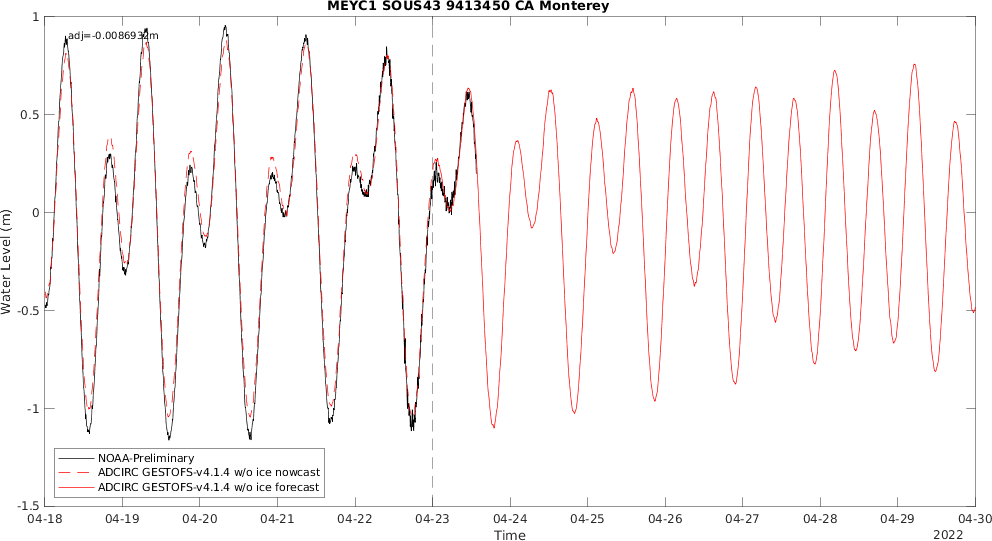 MEYC1 SOUS43 9413450 CA Monterey
adj=-0.0086932m
1
0.5
0
-0.5
-1
-1.5
Water Level (m)
NOAA-Preliminary
ADCIRC GESTOFS-v4.1.4 w/o ice nowcast
ADCIRC GESTOFS-v4.1.4 w/o ice forecast
04-18 04-19 04-20 04-21 04-22 04-23 04-24 04-25 04-26 04-27 04-28 04-29 04-30
Time
2022